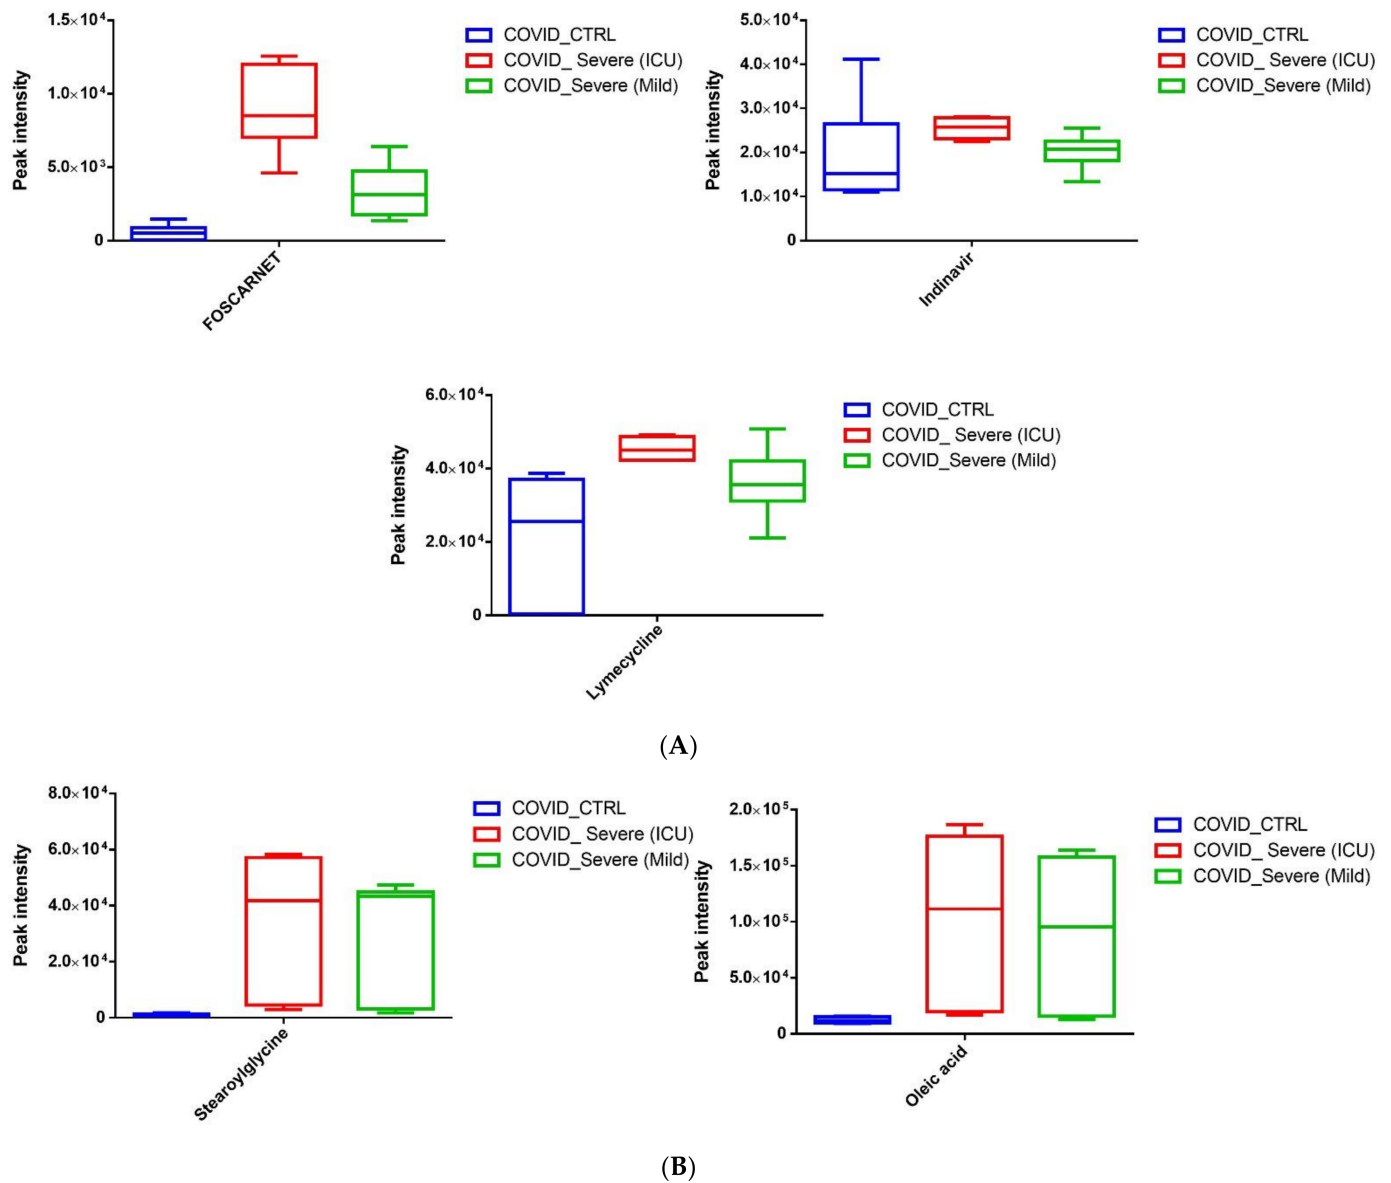 1.5×10⁴
1.0×10⁴
5.0×10³
0
Peak intensity
FOSCARNET
COVID_CTRL
COVID_ Severe (ICU)
COVID_Severe (Mild)
5.0×10⁴
4.0×10⁴
3.0×10⁴
2.0×10⁴
1.0×10⁴
0
Peak intensity
Indinavir
COVID_CTRL
COVID_ Severe (ICU)
COVID_Severe (Mild)
6.0×10⁴
4.0×10⁴
2.0×10⁴
0
Peak intensity
Lymecycline
COVID_CTRL
COVID_ Severe (ICU)
COVID_Severe (Mild)
(A)
8.0×10⁴
6.0×10⁴
4.0×10⁴
2.0×10⁴
0
Peak intensity
Stearoylglycine
COVID_CTRL
COVID_ Severe (ICU)
COVID_Severe (Mild)
2.0×10⁵
1.5×10⁵
1.0×10⁵
5.0×10⁴
0
Peak intensity
Oleic acid
COVID_CTRL
COVID_ Severe (ICU)
COVID_Severe (Mild)
(B)